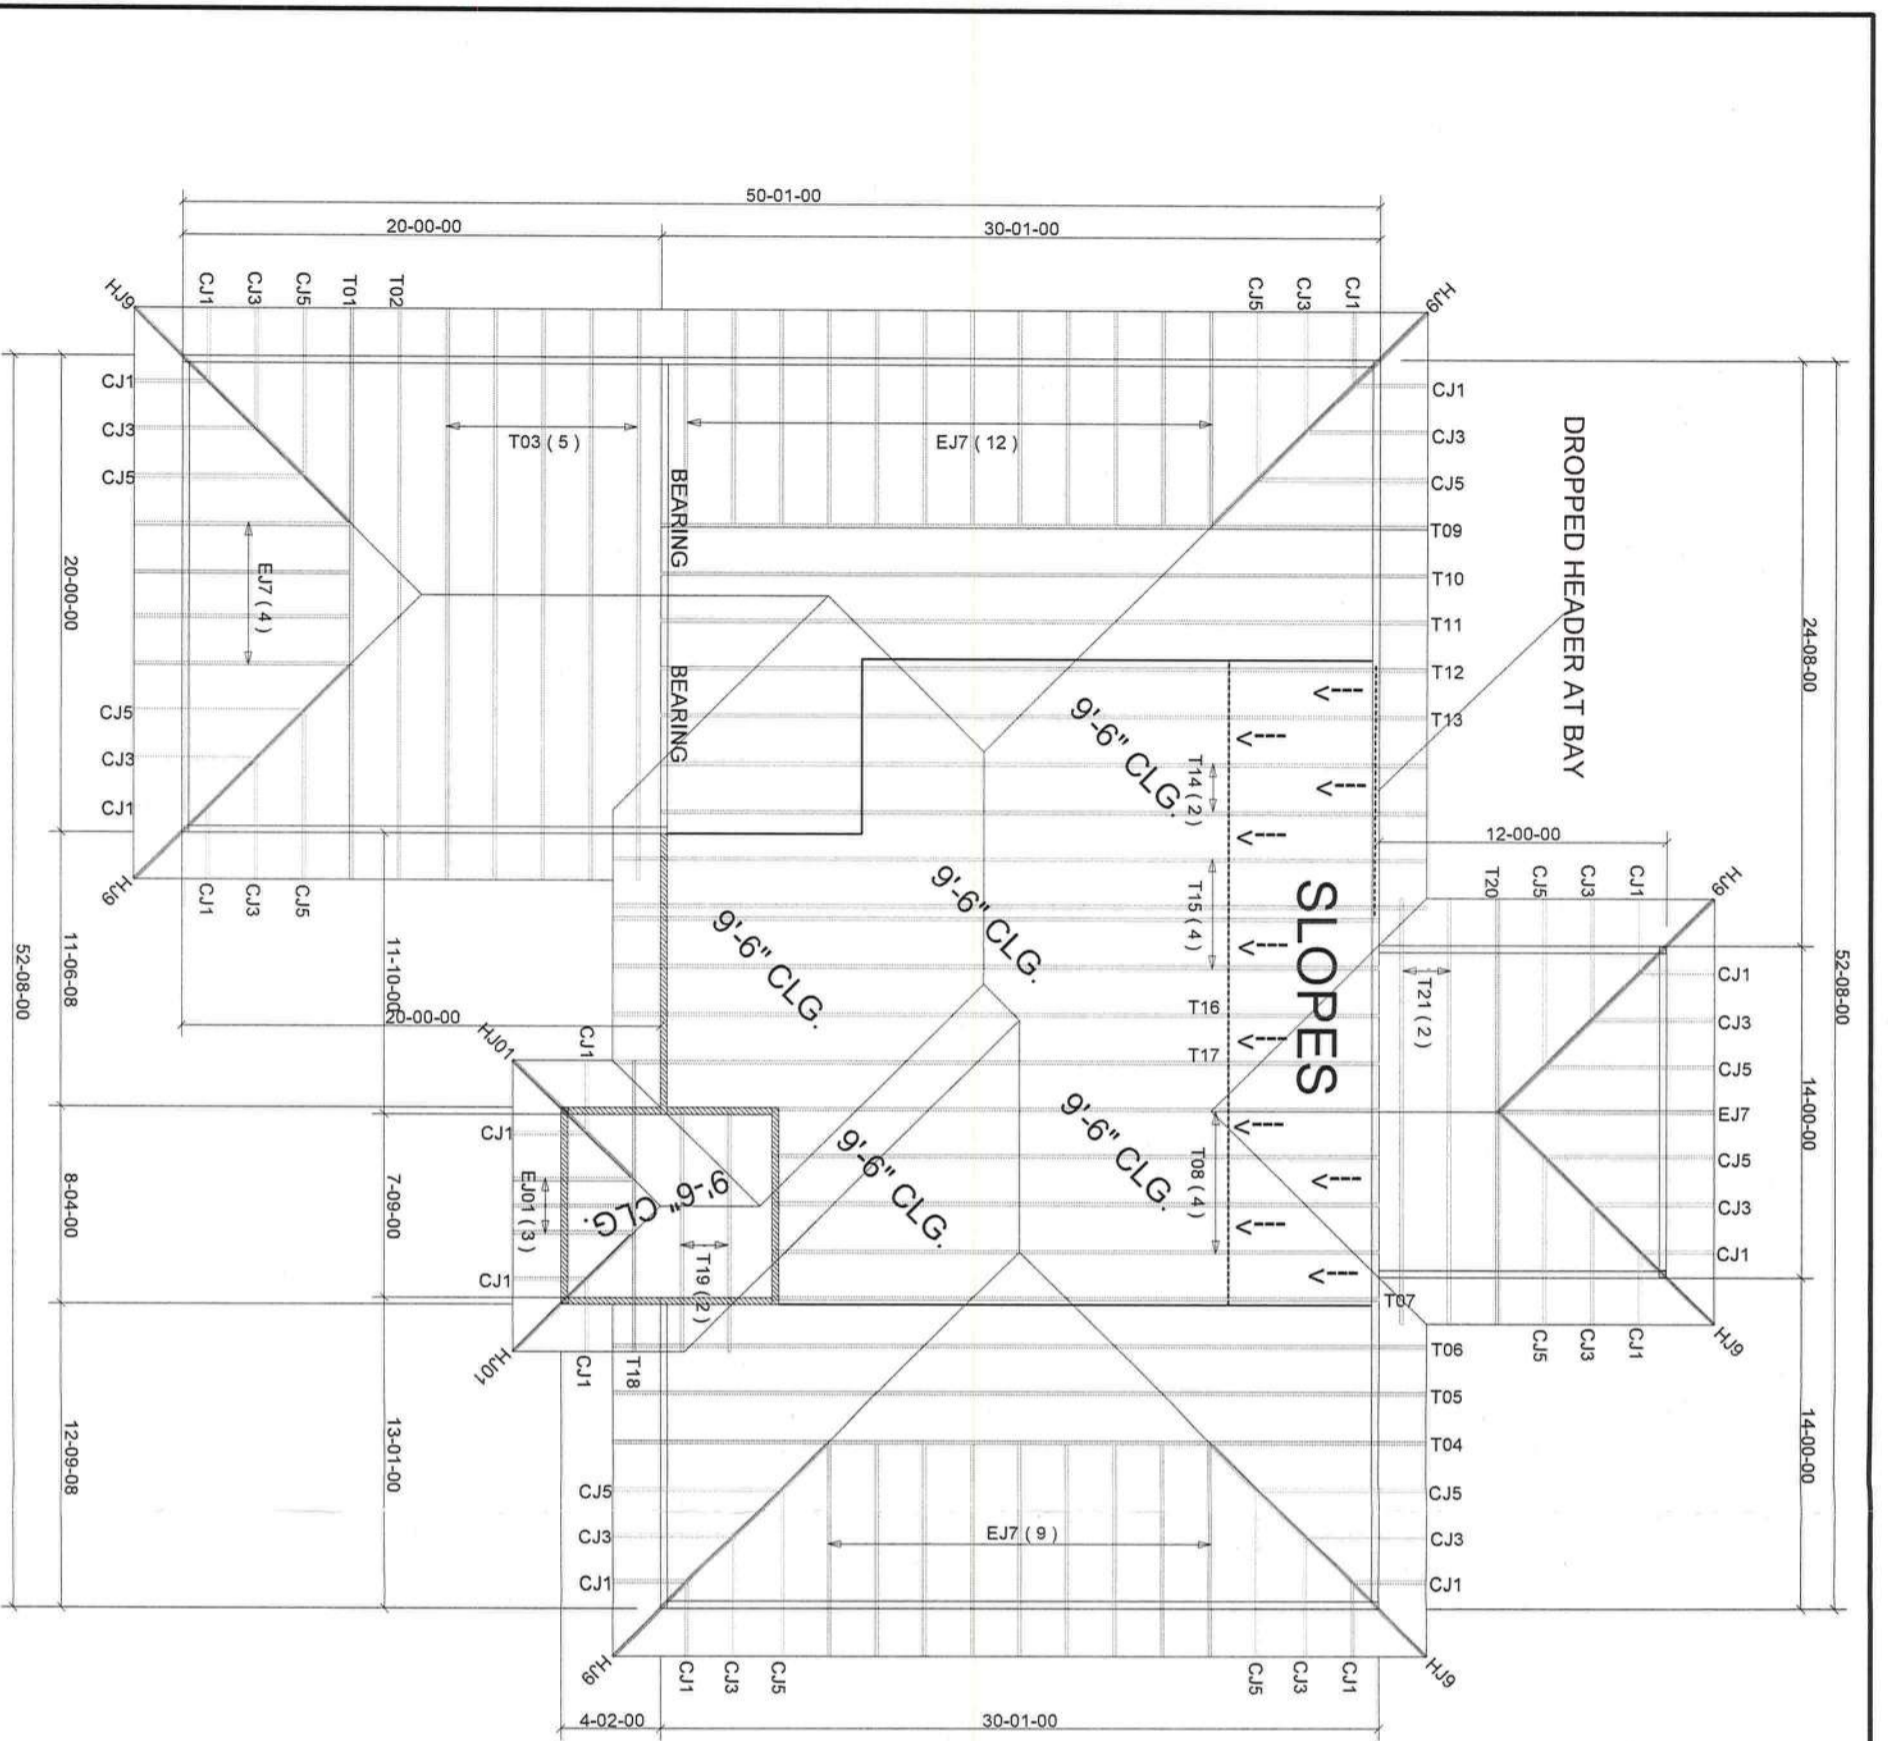 50-01-00
20-00-00
30-01-00
HJ9
CJ1
CJ3
CJ5
T01
T02
CJ5
CJ3
CJ1
HJ9
CJ1
CJ3
CJ5
T03 ( 5 )
EJ7 ( 12 )
CJ1
CJ3
CJ5
T09
T10
T11
T12
T13
DROPPED HEADER AT BAY
24-08-00
52-08-00
BEARING
BEARING
EJ7 ( 4 )
20-00-00
CJ5
CJ3
CJ1
HJ9
CJ1
CJ3
CJ5
9'-6" CLG.
T14 ( 2 )
<---
<---
<---
<---
12-00-00
T20
CJ5
CJ3
CJ1
HJ9
9'-6" CLG.
T15 ( 4 )
<---
SLOPES
9'-6" CLG.
T16
T17
<---
T21 ( 2 )
CJ1
CJ3
CJ5
EJ7
CJ5
CJ3
CJ1
14-00-00
11-10-00
20-00-00
11-06-08
52-08-00
HJ01
CJ1
CJ1
EJ01 ( 3 )
CJ1
HJ01
CJ1
T18
9'-6" CLG.
T19 ( 2 )
9'-6" CLG.
9'-6" CLG.
T08 ( 4 )
<---
<---
<---
<---
T07
CJ5
CJ3
CJ1
HJ9
8-04-00
7-09-00
T06
T05
T04
CJ5
CJ3
CJ1
14-00-00
12-09-08
13-01-00
CJ5
CJ3
CJ1
EJ7 ( 9 )
HJ9
CJ1
CJ3
CJ5
CJ5
CJ3
CJ1
HJ9
4-02-00
30-01-00